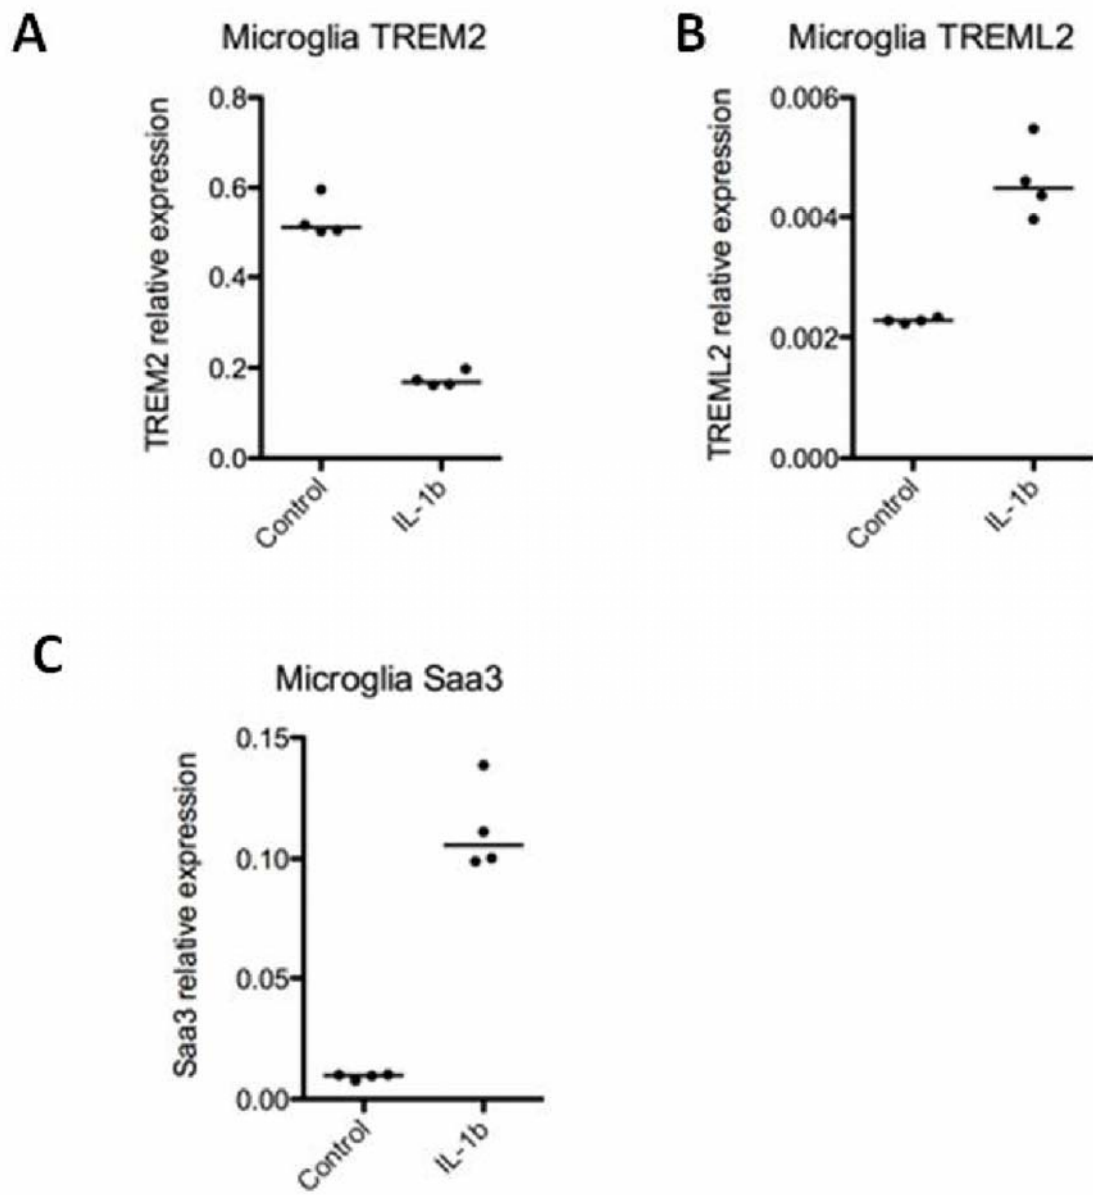 A
Microglia TREM2
TREM2 relative expression
0.8
0.6
0.4
0.2
0.0
Control
IL-1b
B
Microglia TREML2
TREML2 relative expression
0.006
0.004
0.002
0.000
Control
IL-1b
C
Microglia Saa3
Saa3 relative expression
0.15
0.10
0.05
0.00
Control
IL-1b